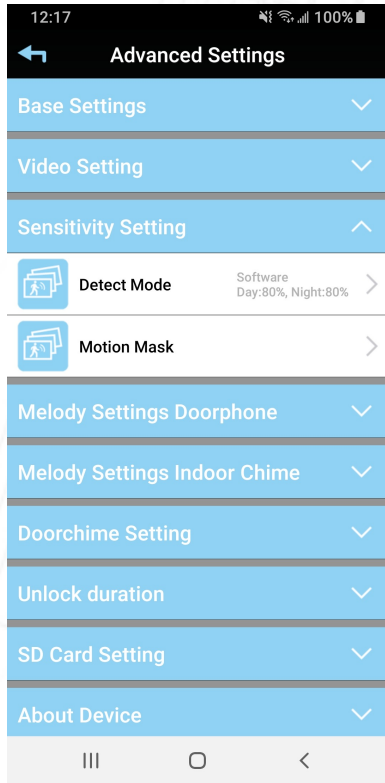 12:17 100%
Advanced Settings
Base Settings
Video Setting
Sensitivity Setting
Detect Mode
Software
Day:80%, Night:80%
Motion Mask
Melody Settings Doorphone
Melody Settings Indoor Chime
Doorchime Setting
Unlock duration
SD Card Setting
About Device